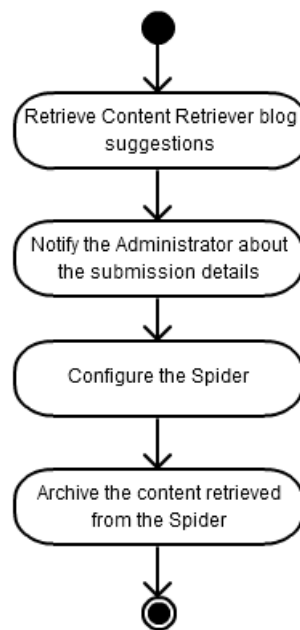 Retrieve Content Retriever blog
suggestions
Notify the Administrator about
the submission details
Configure the Spider
Archive the content retrieved
from the Spider